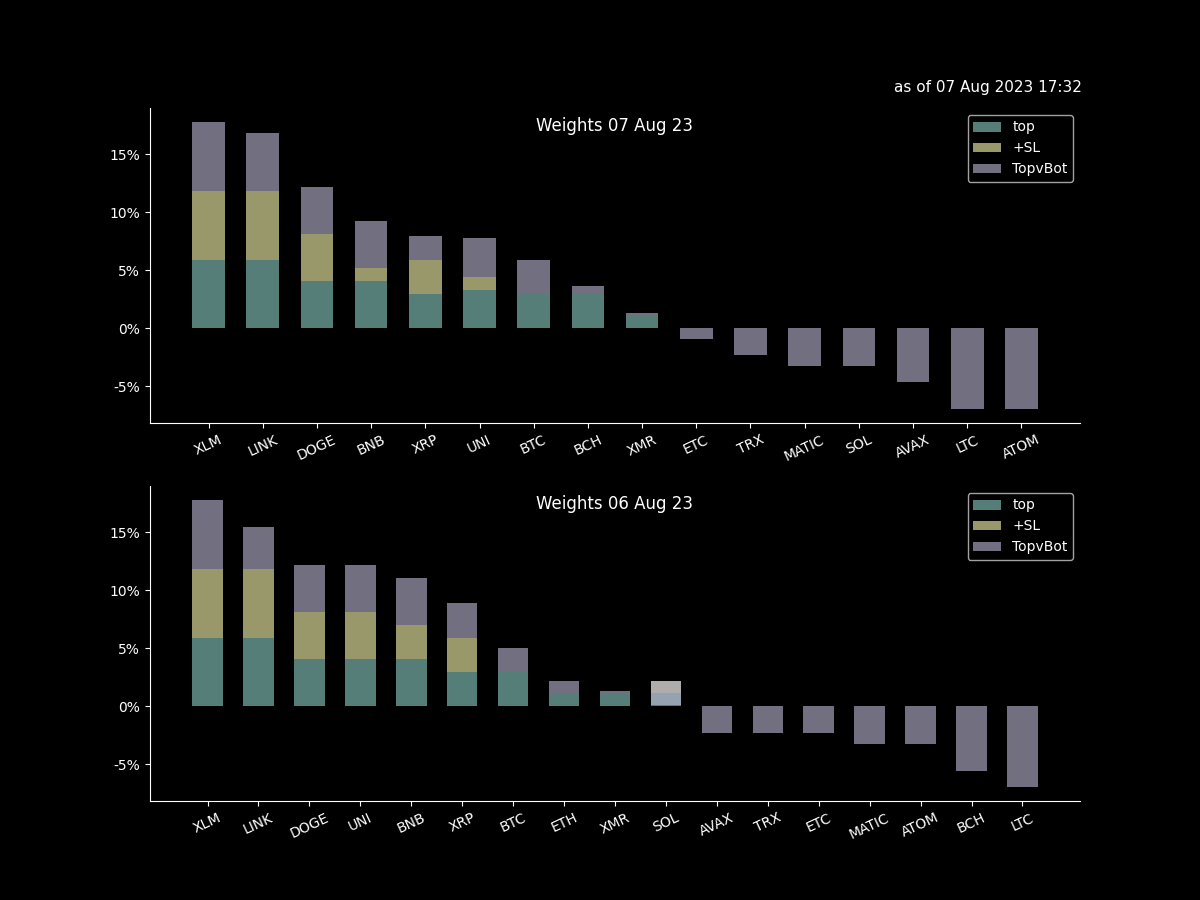 as of 07 Aug 2023 17:32
Weights 07 Aug 23
top
+SL
TopvBot
15%
10%
5%
0%
-5%
XLM LINK DOGE BNB XRP UNI BTC BCH XMR ETC TRX MATIC SOL AVAX LTC ATOM
Weights 06 Aug 23
top
+SL
TopvBot
15%
10%
5%
0%
-5%
XLM LINK DOGE UNI BNB XRP BTC ETH XMR SOL AVAX TRX ETC MATIC ATOM BCH LTC